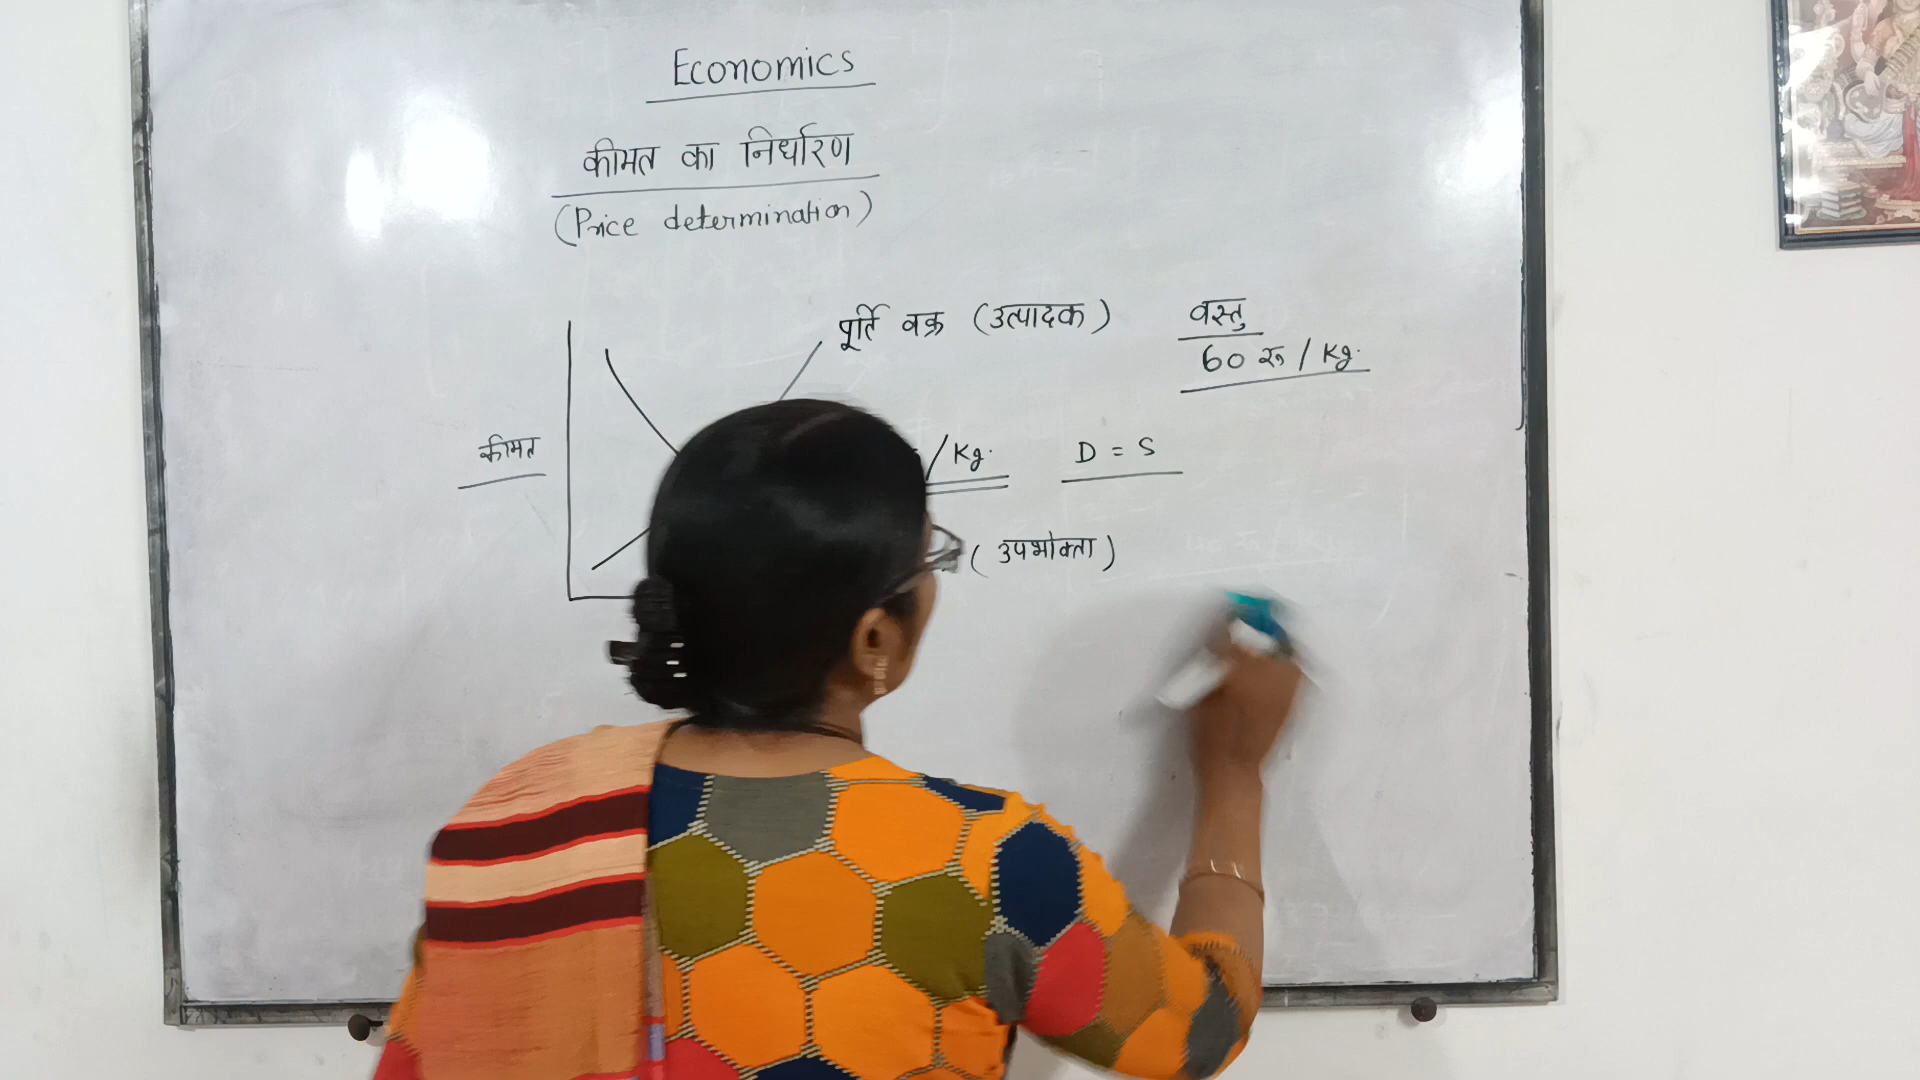 Economics
कीमत का निर्धारण
(Price determination)
पूर्ति वक्र (उत्पादक)
वस्तु
60 रू / Kg.
कीमत
/Kg.
D = S
(उपभोक्ता)